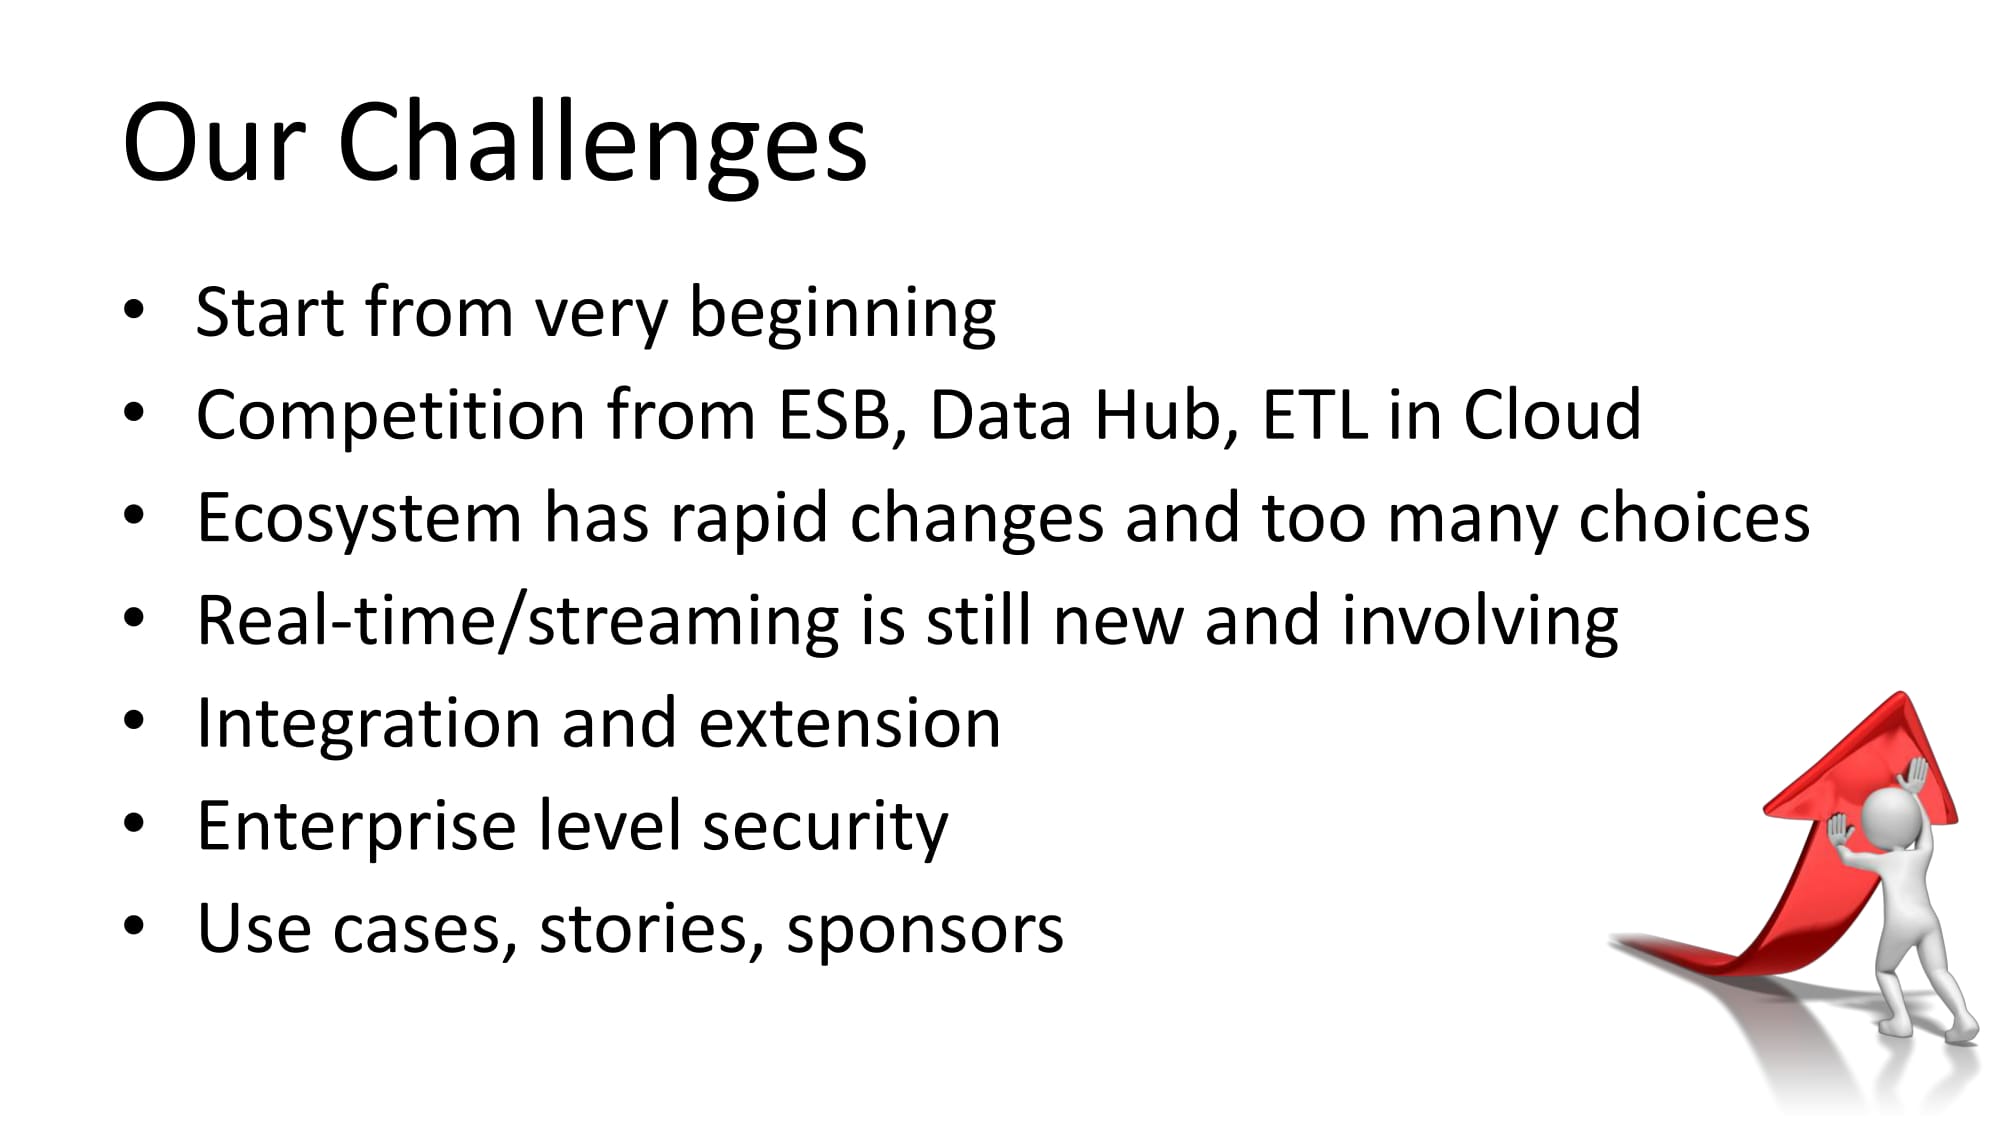 Our Challenges
• Start from very beginning
• Competition from ESB, Data Hub, ETL in Cloud
• Ecosystem has rapid changes and too many choices
• Real-time/streaming is still new and involving
• Integration and extension
• Enterprise level security
• Use cases, stories, sponsors